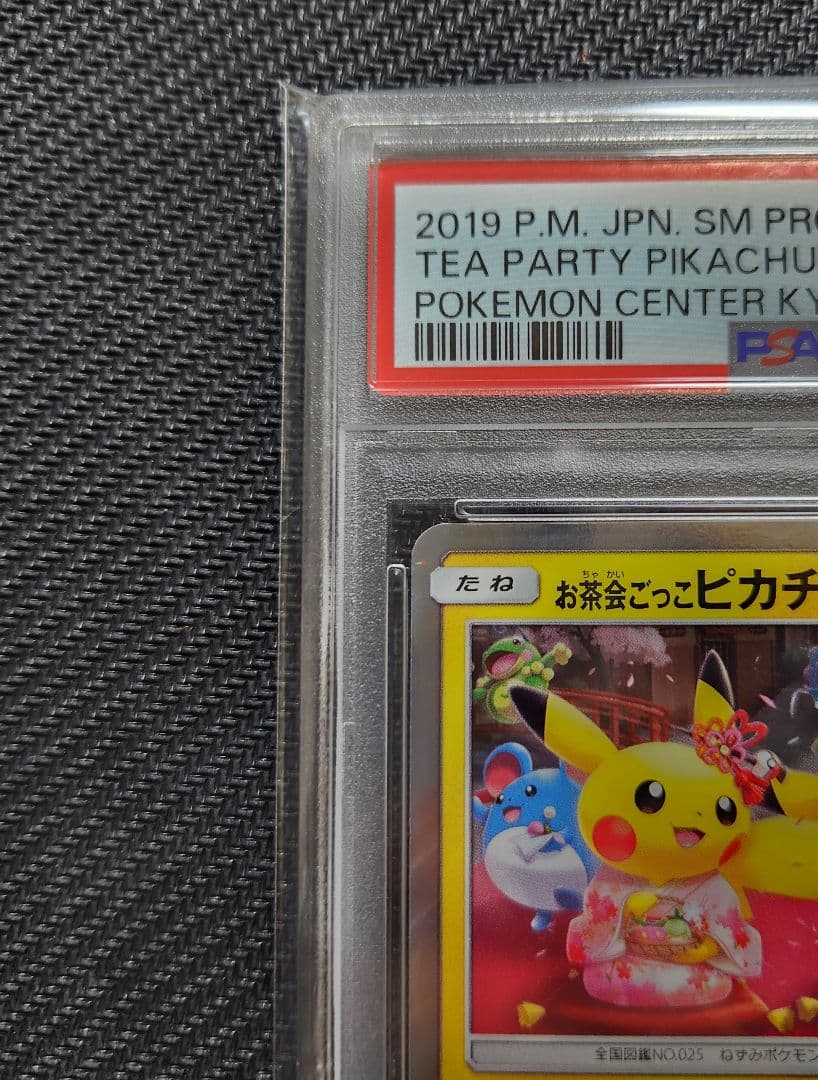 2019 P.M. JPN. SM PRO
TEA PARTY PIKACHU
POKEMON CENTER KY
PSA
たね
ちゃ かい
お茶会ごっこピカチ
全国図鑑NO.025 ねずみポケモン